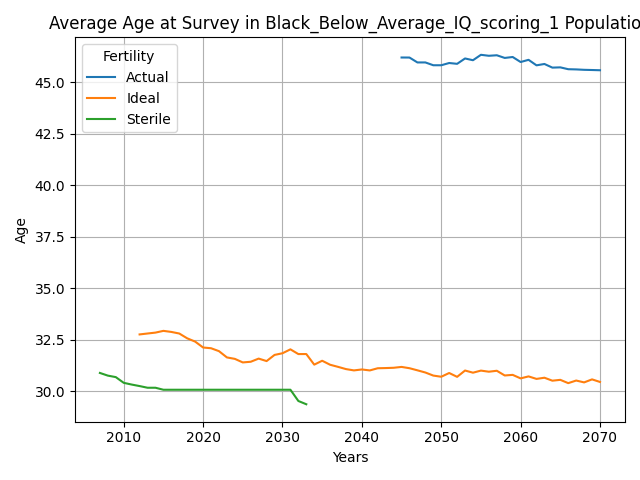 Average Age at Survey in Black_Below_Average_IQ_scoring_1 Populatio
Fertility
Actual
Ideal
Sterile
45.0
42.5
40.0
37.5
35.0
32.5
30.0
Age
2010 2020 2030 2040 2050 2060 2070
Years